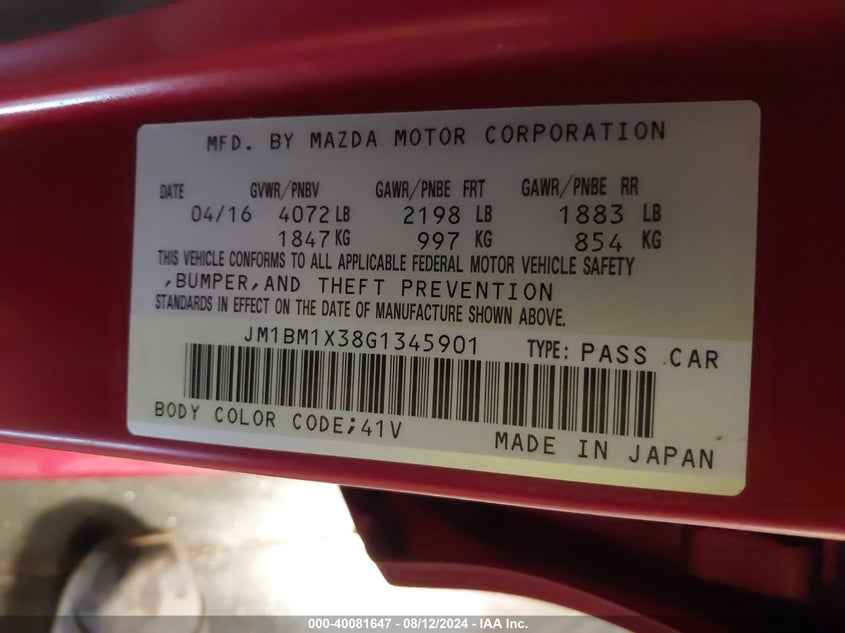 MFD. BY MAZDA MOTOR CORPORATION
DATE GVWR/PNBV GAWR/PNBE FRT GAWR/PNBE RR
04/16 4072 LB 2198 LB 1883 LB
1847 KG 997 KG 854 KG
THIS VEHICLE CONFORMS TO ALL APPLICABLE FEDERAL MOTOR VEHICLE SAFETY
,BUMPER,AND THEFT PREVENTION
STANDARDS IN EFFECT ON THE DATE OF MANUFACTURE SHOWN ABOVE.
JM1BM1X38G1345901 TYPE: PASS CAR
BODY COLOR CODE;41V
MADE IN JAPAN
000-40081647 - 08/12/2024 - IAA Inc.